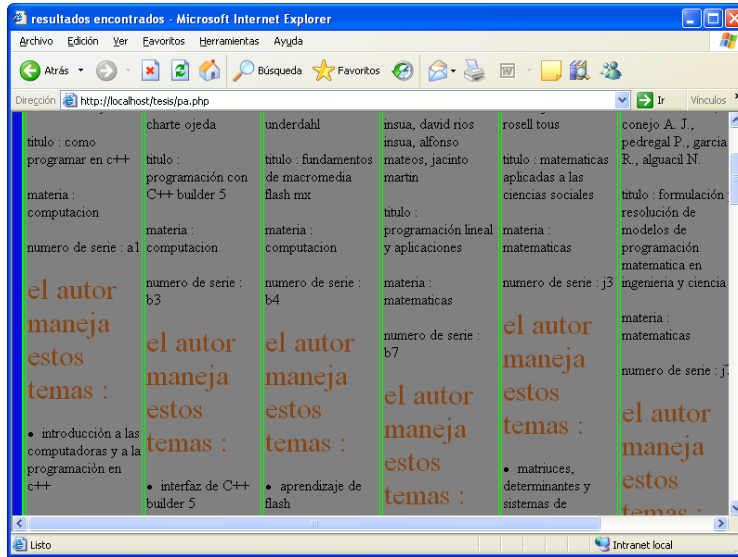 resultados encontrados - Microsoft Internet Explorer
Archivo Edición Ver Favoritos Herramientas Ayuda
Atrás Búsqueda Favoritos
Dirección http://localhost/tesis/pa.php Ir Vínculos
titulo : como
programar en c++
materia :
computacion
numero de serie : a1
el autor
maneja
estos
temas :
• introducciòn a las
computadoras y a la
programaciòn en
c++
charte ojeda
titulo :
programación con
C++ builder 5
materia :
computacion
numero de serie :
b3
el autor
maneja
estos
temas :
• interfaz de C++
builder 5
underdahl
titulo : fundamentos
de macromedia
flash mx
materia :
computacion
numero de serie :
b4
el autor
maneja
estos
temas :
• aprendizaje de
flash
insua, david rios
insua, alfonso
mateos, jacinto
martin
titulo :
programación lineal
y aplicaciones
materia :
matematicas
numero de serie :
b7
el autor
maneja
estos
temas :
rosell tous
titulo : matematicas
aplicadas a las
ciencias sociales
materia :
matematicas
numero de serie : j3
el autor
maneja
estos
temas :
• matriuces,
determinantes y
sistemas de
conejo A. J.,
pedregal P., garcia
R., alguacil N.
titulo : formulación
resolución de
modelos de
programación
matematica en
ingenieria y ciencia
materia :
matematicas
numero de serie :
el autor
maneja
estos
temas :
Listo Intranet local